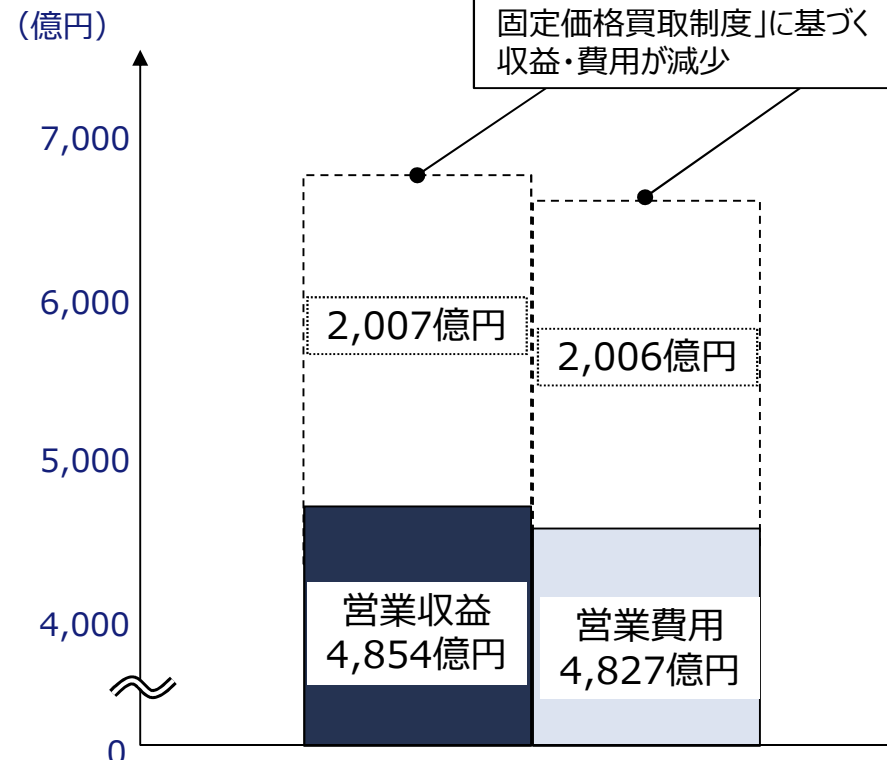 （億円）
固定価格買取制度」に基づく
収益・費用が減少
7,000
6,000
5,000
4,000
0
2,007億円
2,006億円
営業収益
4,854億円
営業費用
4,827億円